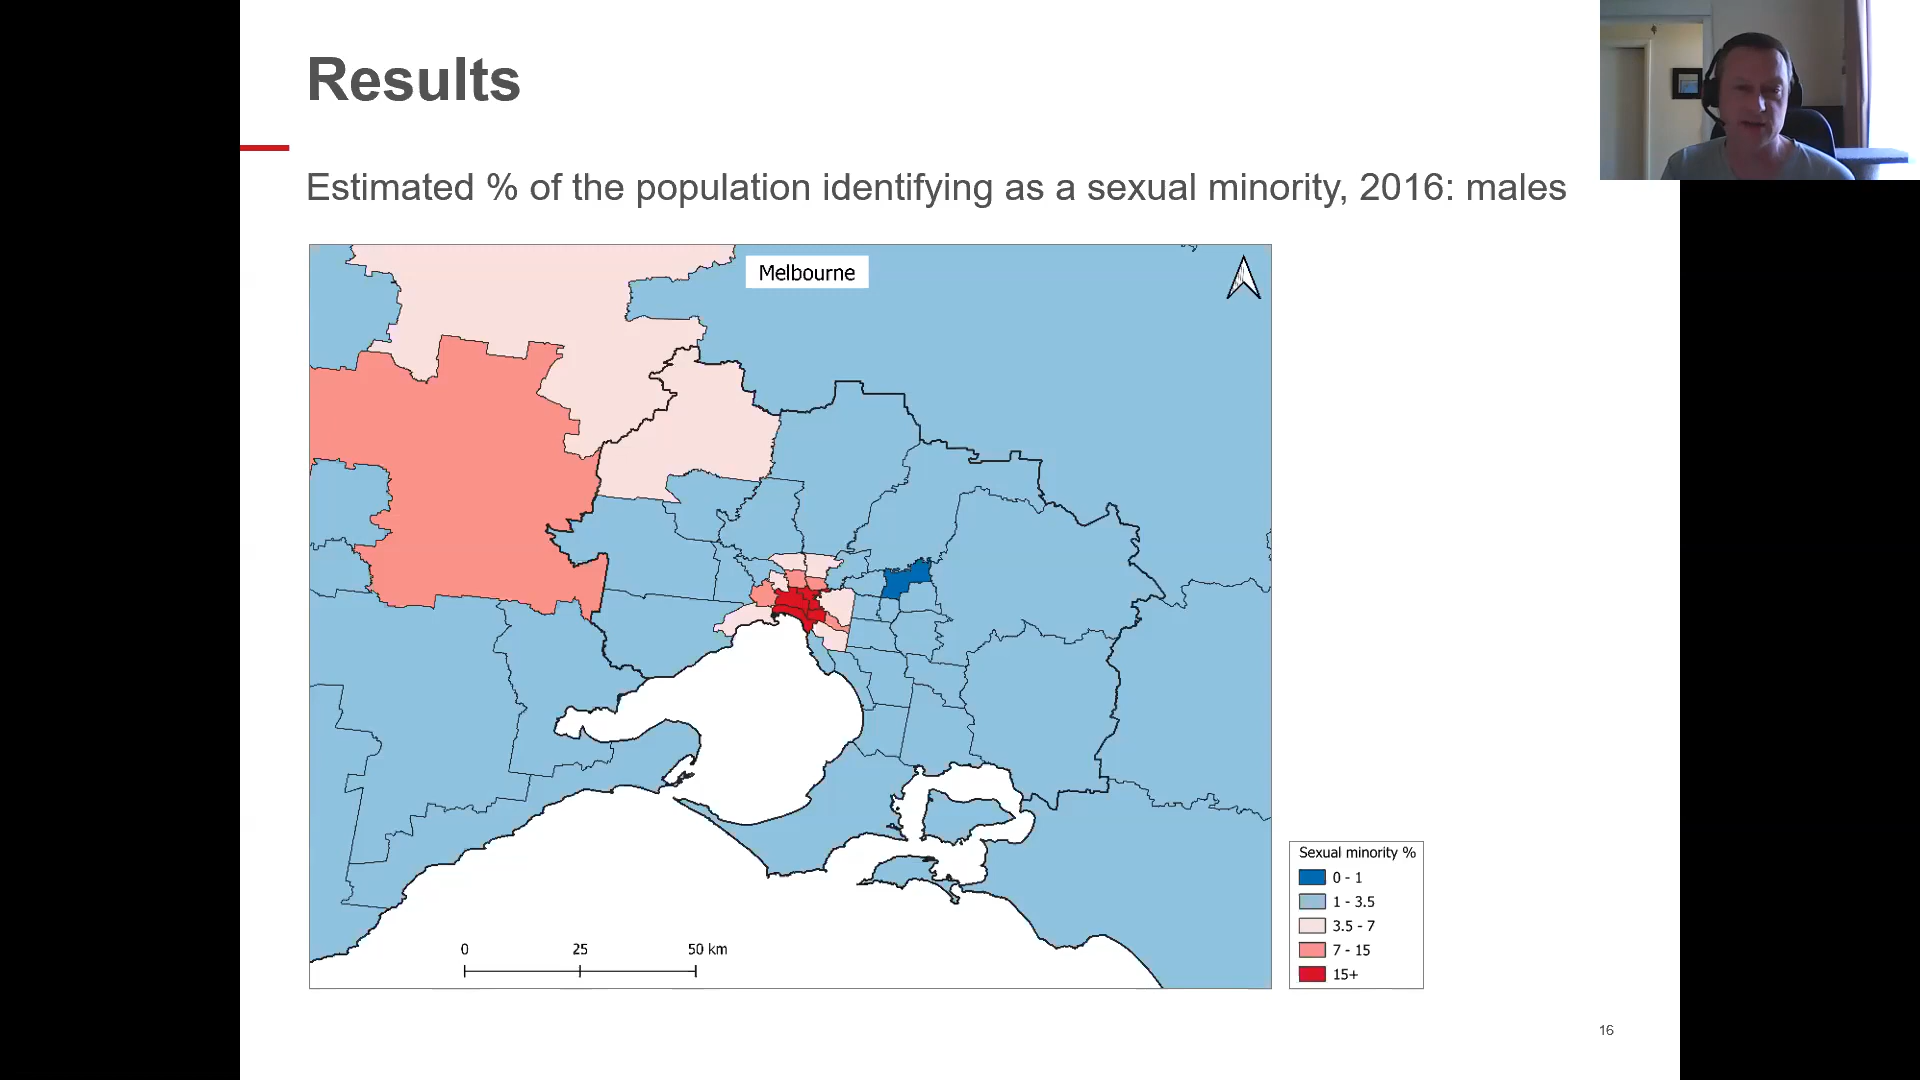 Results
Estimated % of the population identifying as a sexual minority, 2016: males
Melbourne
Sexual minority %
0 - 1
1 - 3.5
3.5 - 7
7 - 15
15+
0 25 50 km
16